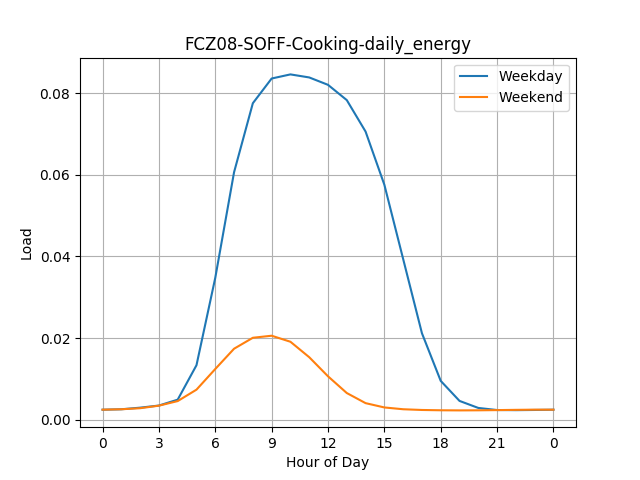 FCZ08-SOFF-Cooking-daily_energy
Weekday
Weekend
0.08
0.06
0.04
0.02
0.00
Load
0 3 6 9 12 15 18 21 0
Hour of Day